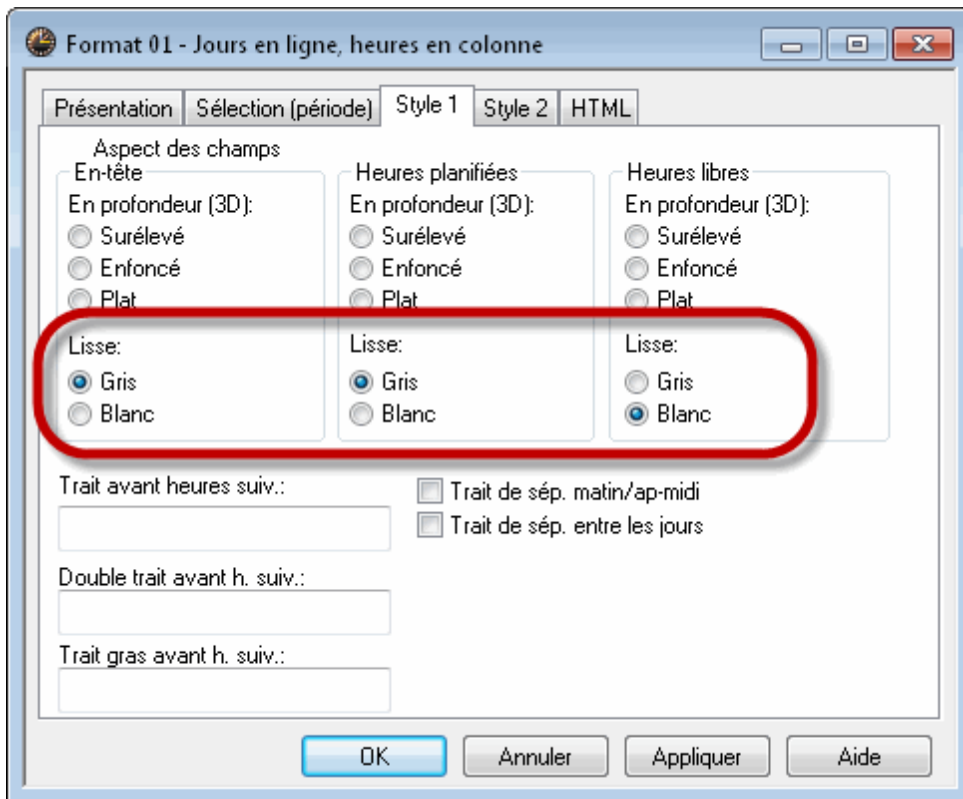 Format 01 - Jours en ligne, heures en colonne
Présentation Sélection (période) Style 1 Style 2 HTML
Aspect des champs
En-tête Heures planifiées Heures libres
En profondeur (3D): En profondeur (3D): En profondeur (3D):
Surélevé Surélevé Surélevé
Enfoncé Enfoncé Enfoncé
Plat Plat Plat
Lisse: Lisse: Lisse:
Gris Gris Gris
Blanc Blanc Blanc
Trait avant heures suiv.: Trait de sép. matin/ap-midi
Trait de sép. entre les jours
Double trait avant h. suiv.:
Trait gras avant h. suiv.:
OK Annuler Appliquer Aide